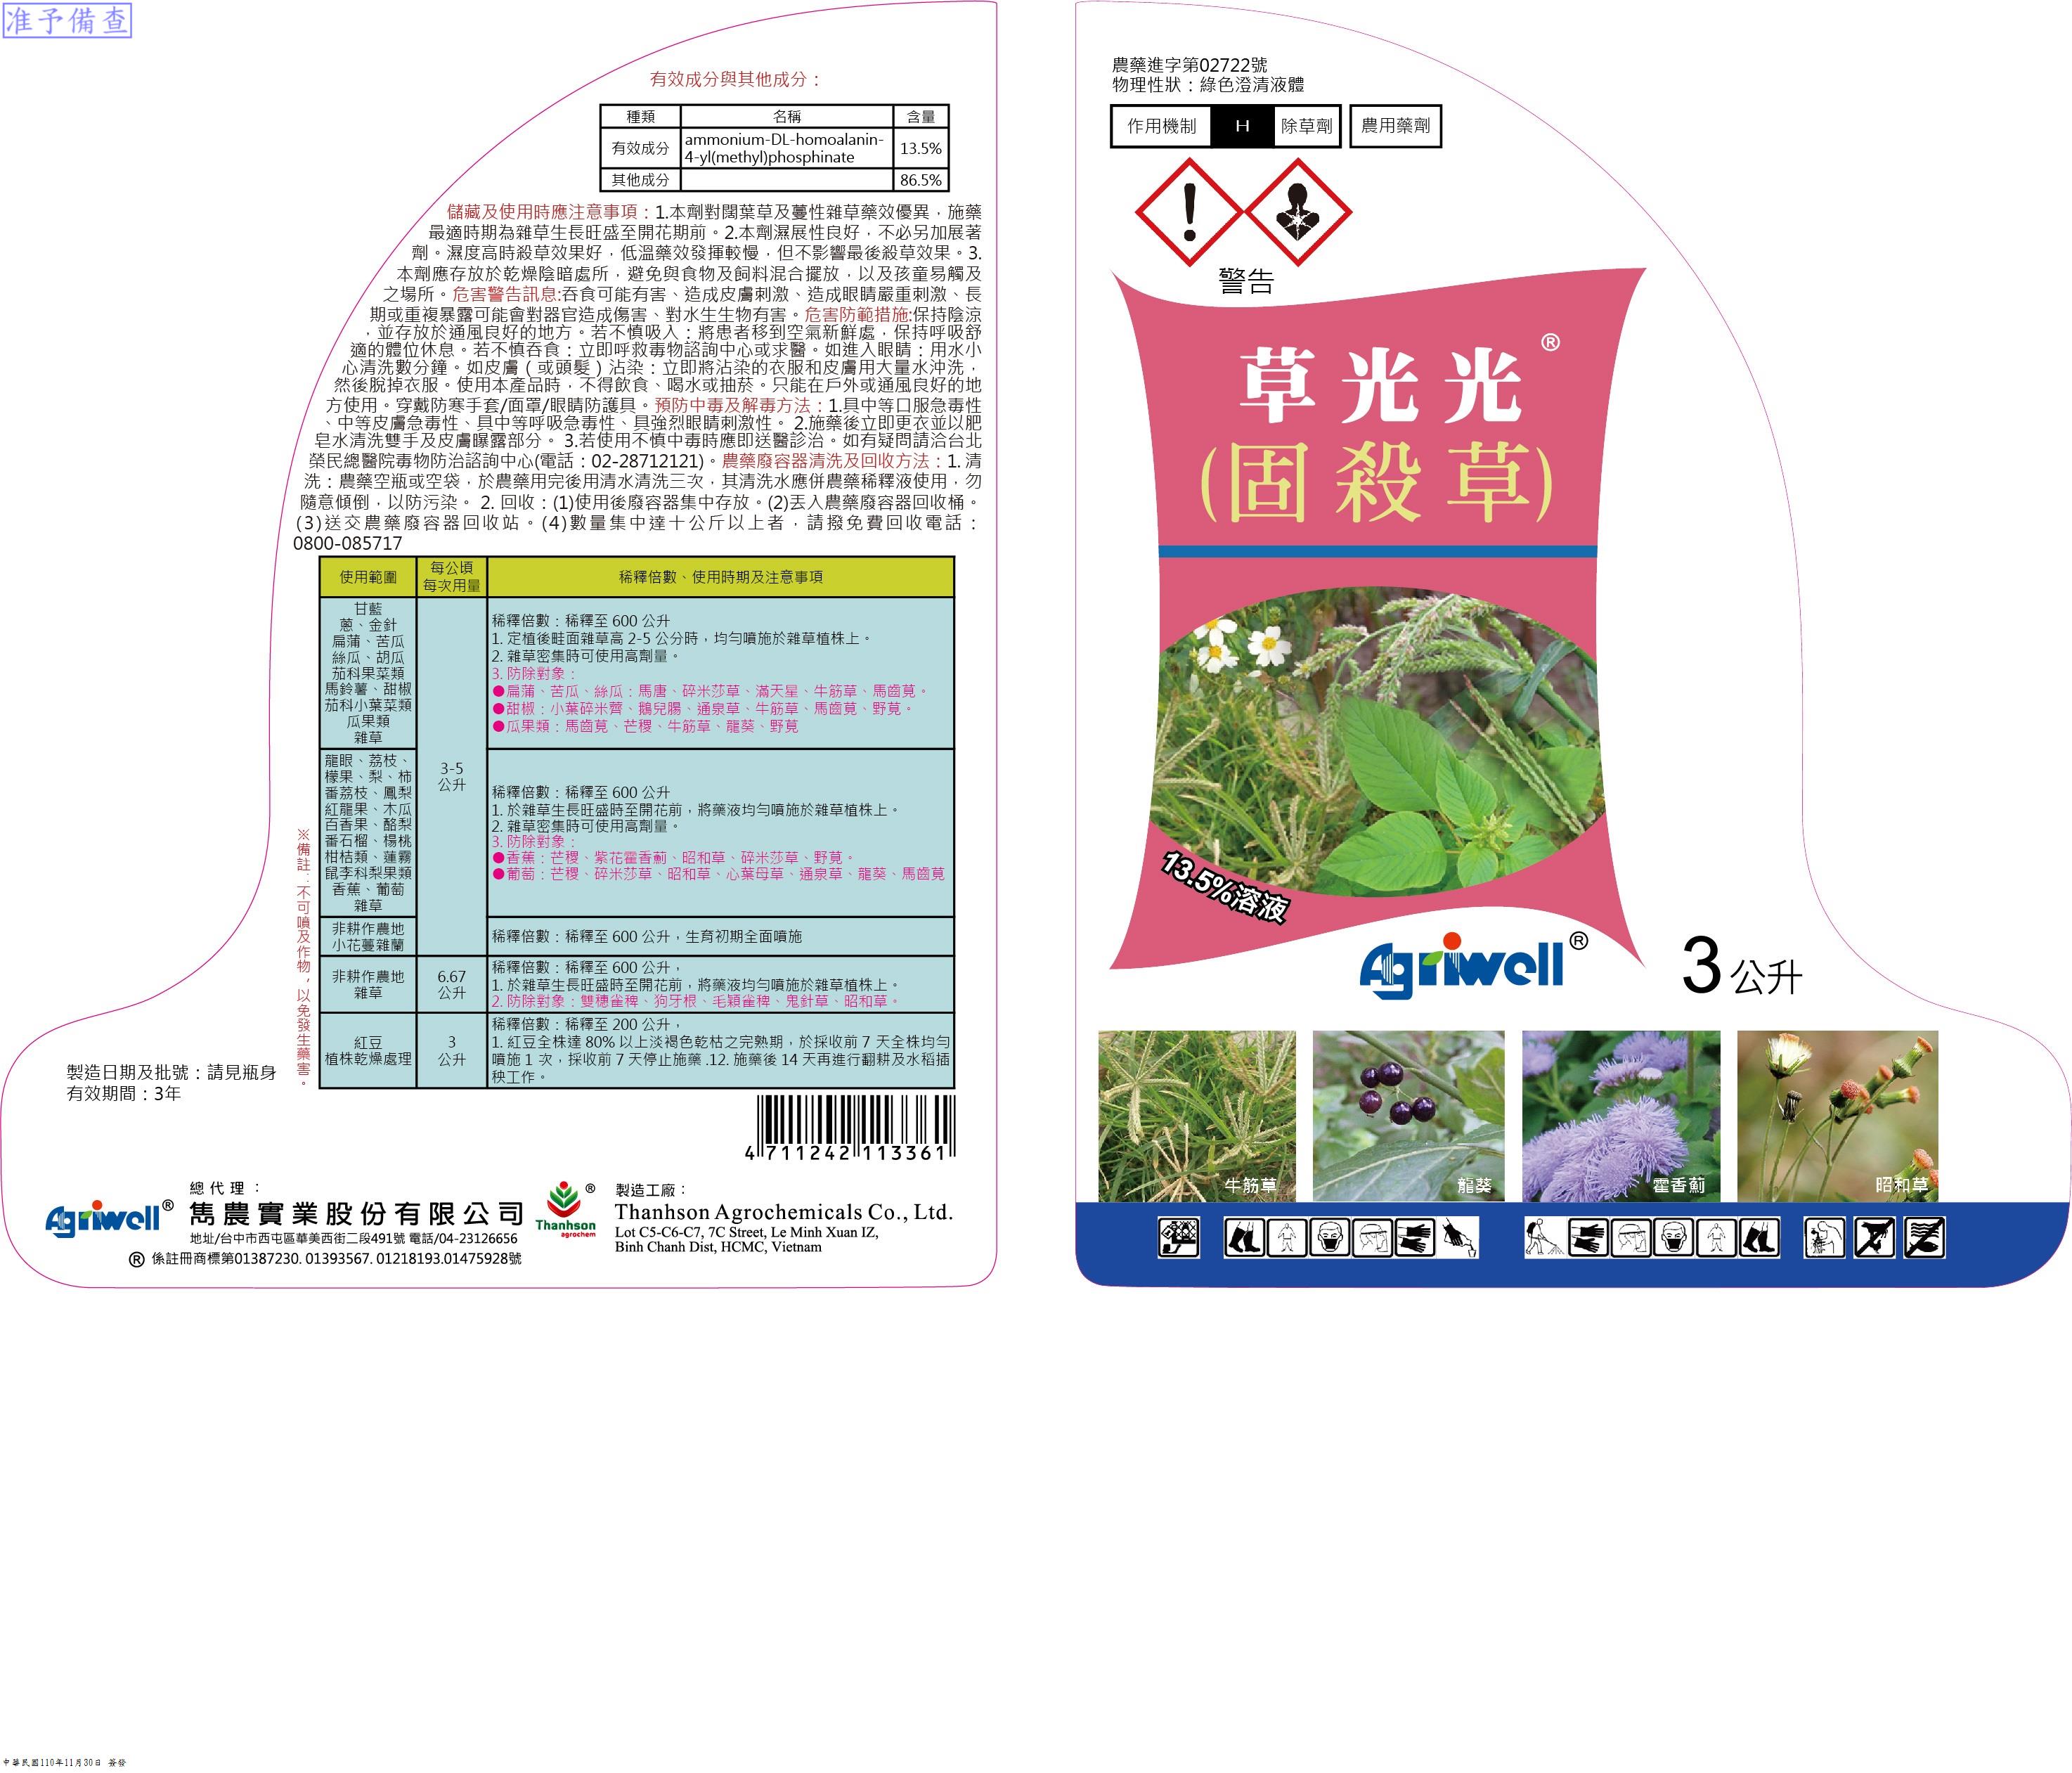 准予備查
有效成分與其他成分：
種類 名稱 含量
有效成分 ammonium-DL-homoalanin-4-yl(methyl)phosphinate 13.5%
其他成分 86.5%
儲藏及使用時應注意事項：1.本劑對闊葉草及蔓性雜草藥效優異，施藥
最適時期為雜草生長旺盛至開花期前。2.本劑濕展性良好，不必另加展著
劑。濕度高時殺草效果好，低溫藥效發揮較慢，但不影響最後殺草效果。3.
本劑應存放於乾燥陰暗處所，避免與食物及飼料混合擺放，以及孩童易觸及
之場所。危害警告訊息:吞食可能有害、造成皮膚刺激、造成眼睛嚴重刺激、長
期或重複暴露可能會對器官造成傷害、對水生生物有害。危害防範措施:保持陰涼
，並存放於通風良好的地方。若不慎吸入：將患者移到空氣新鮮處，保持呼吸舒
適的體位休息。若不慎吞食：立即呼救毒物諮詢中心或求醫。如進入眼睛：用水小
心清洗數分鐘。如皮膚（或頭髮）沾染：立即將沾染的衣服和皮膚用大量水沖洗，
然後脫掉衣服。使用本產品時，不得飲食、喝水或抽菸。只能在戶外或通風良好的地
方使用。穿戴防寒手套/面罩/眼睛防護具。預防中毒及解毒方法：1.具中等口服急毒性
、中等皮膚急毒性、具中等呼吸急毒性、具強烈眼睛刺激性。 2.施藥後立即更衣並以肥
皂水清洗雙手及皮膚曝露部分。 3.若使用不慎中毒時應即送醫診治。如有疑問請洽台北
榮民總醫院毒物防治諮詢中心(電話：02-28712121)。農藥廢容器清洗及回收方法：1. 清
洗：農藥空瓶或空袋，於農藥用完後用清水清洗三次，其清洗水應併農藥稀釋液使用，勿
隨意傾倒，以防污染。 2. 回收：(1)使用後廢容器集中存放。(2)丟入農藥廢容器回收桶。
(3)送交農藥廢容器回收站。(4)數量集中達十公斤以上者，請撥免費回收電話：
0800-085717
使用範圍 每公頃每次用量 稀釋倍數、使用時期及注意事項
甘藍
蔥、金針
扁蒲、苦瓜
絲瓜、胡瓜
茄科果菜類
馬鈴薯、甜椒
茄科小葉菜類
瓜果類
雜草
3-5
公升
稀釋倍數：稀釋至 600 公升
1. 定植後畦面雜草高 2-5 公分時，均勻噴施於雜草植株上。
2. 雜草密集時可使用高劑量。
3. 防除對象：
●扁蒲、苦瓜、絲瓜：馬唐、碎米莎草、滿天星、牛筋草、馬齒莧。
●甜椒：小葉碎米薺、鵝兒腸、通泉草、牛筋草、馬齒莧、野莧。
●瓜果類：馬齒莧、芒稷、牛筋草、龍葵、野莧
龍眼、荔枝、
檬果、梨、柿
番荔枝、鳳梨
紅龍果、木瓜
百香果、酪梨
番石榴、楊桃
柑桔類、蓮霧
鼠李科梨果類
香蕉、葡萄
雜草
稀釋倍數：稀釋至 600 公升
1. 於雜草生長旺盛時至開花前，將藥液均勻噴施於雜草植株上。
2. 雜草密集時可使用高劑量。
3. 防除對象：
●香蕉：芒稷、紫花霍香薊、昭和草、碎米莎草、野莧。
●葡萄：芒稷、碎米莎草、昭和草、心葉母草、通泉草、龍葵、馬齒莧
非耕作農地
小花蔓澤蘭
稀釋倍數：稀釋至 600 公升，生育初期全面噴施
非耕作農地
雜草
6.67
公升
稀釋倍數：稀釋至 600 公升，
1. 於雜草生長旺盛時至開花前，將藥液均勻噴施於雜草植株上。
2. 防除對象：雙穗雀稗、狗牙根、毛穎雀稗、鬼針草、昭和草。
紅豆
植株乾燥處理
3
公升
稀釋倍數：稀釋至 200 公升，
1. 紅豆全株達 80% 以上淡褐色乾枯之完熟期，於採收前 7 天全株均勻
噴施 1 次，採收前 7 天停止施藥 .12. 施藥後 14 天再進行翻耕及水稻插
秧工作。
※備註：不可噴及作物，以免發生藥害。
製造日期及批號：請見瓶身
有效期間：3年
4 711242 113361
Agriwell®
總代理：
雋農實業股份有限公司
地址/台中市西屯區華美西街二段491號 電話/04-23126656
® 係註冊商標第01387230. 01393567. 01218193.01475928號
Thanhson ®
agrochem
製造工廠：
Thanhson Agrochemicals Co., Ltd.
Lot C5-C6-C7, 7C Street, Le Minh Xuan IZ,
Binh Chanh Dist, HCMC, Vietnam
農藥進字第02722號
物理性狀：綠色澄清液體
作用機制 H 除草劑 農用藥劑
警告
草光光®
(固殺草)
13.5%溶液
Agriwell®
3公升
牛筋草
龍葵
霍香薊
昭和草
中華民國110年11月30日 簽發